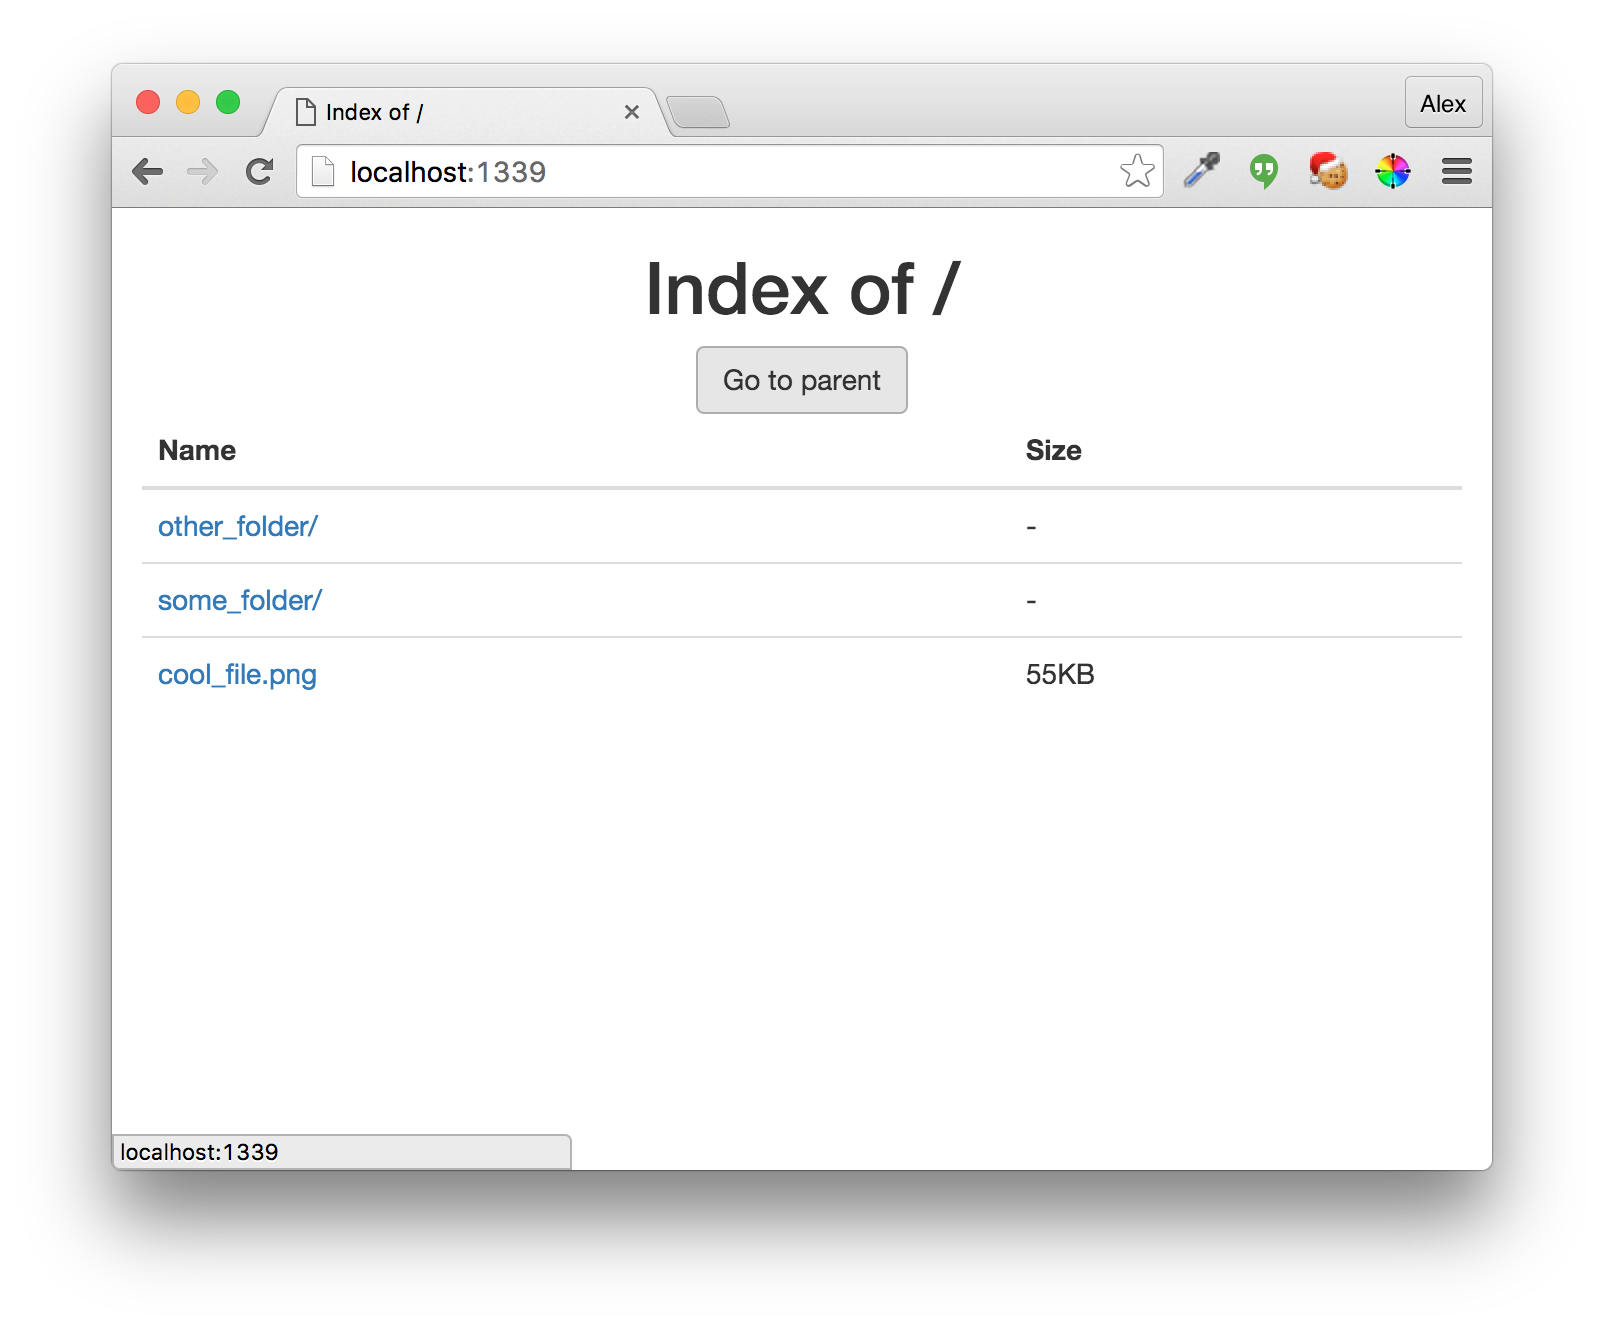 Index of /
Alex
localhost:1339
Index of /
Go to parent
Name Size
other_folder/ -
some_folder/ -
cool_file.png 55KB
localhost:1339